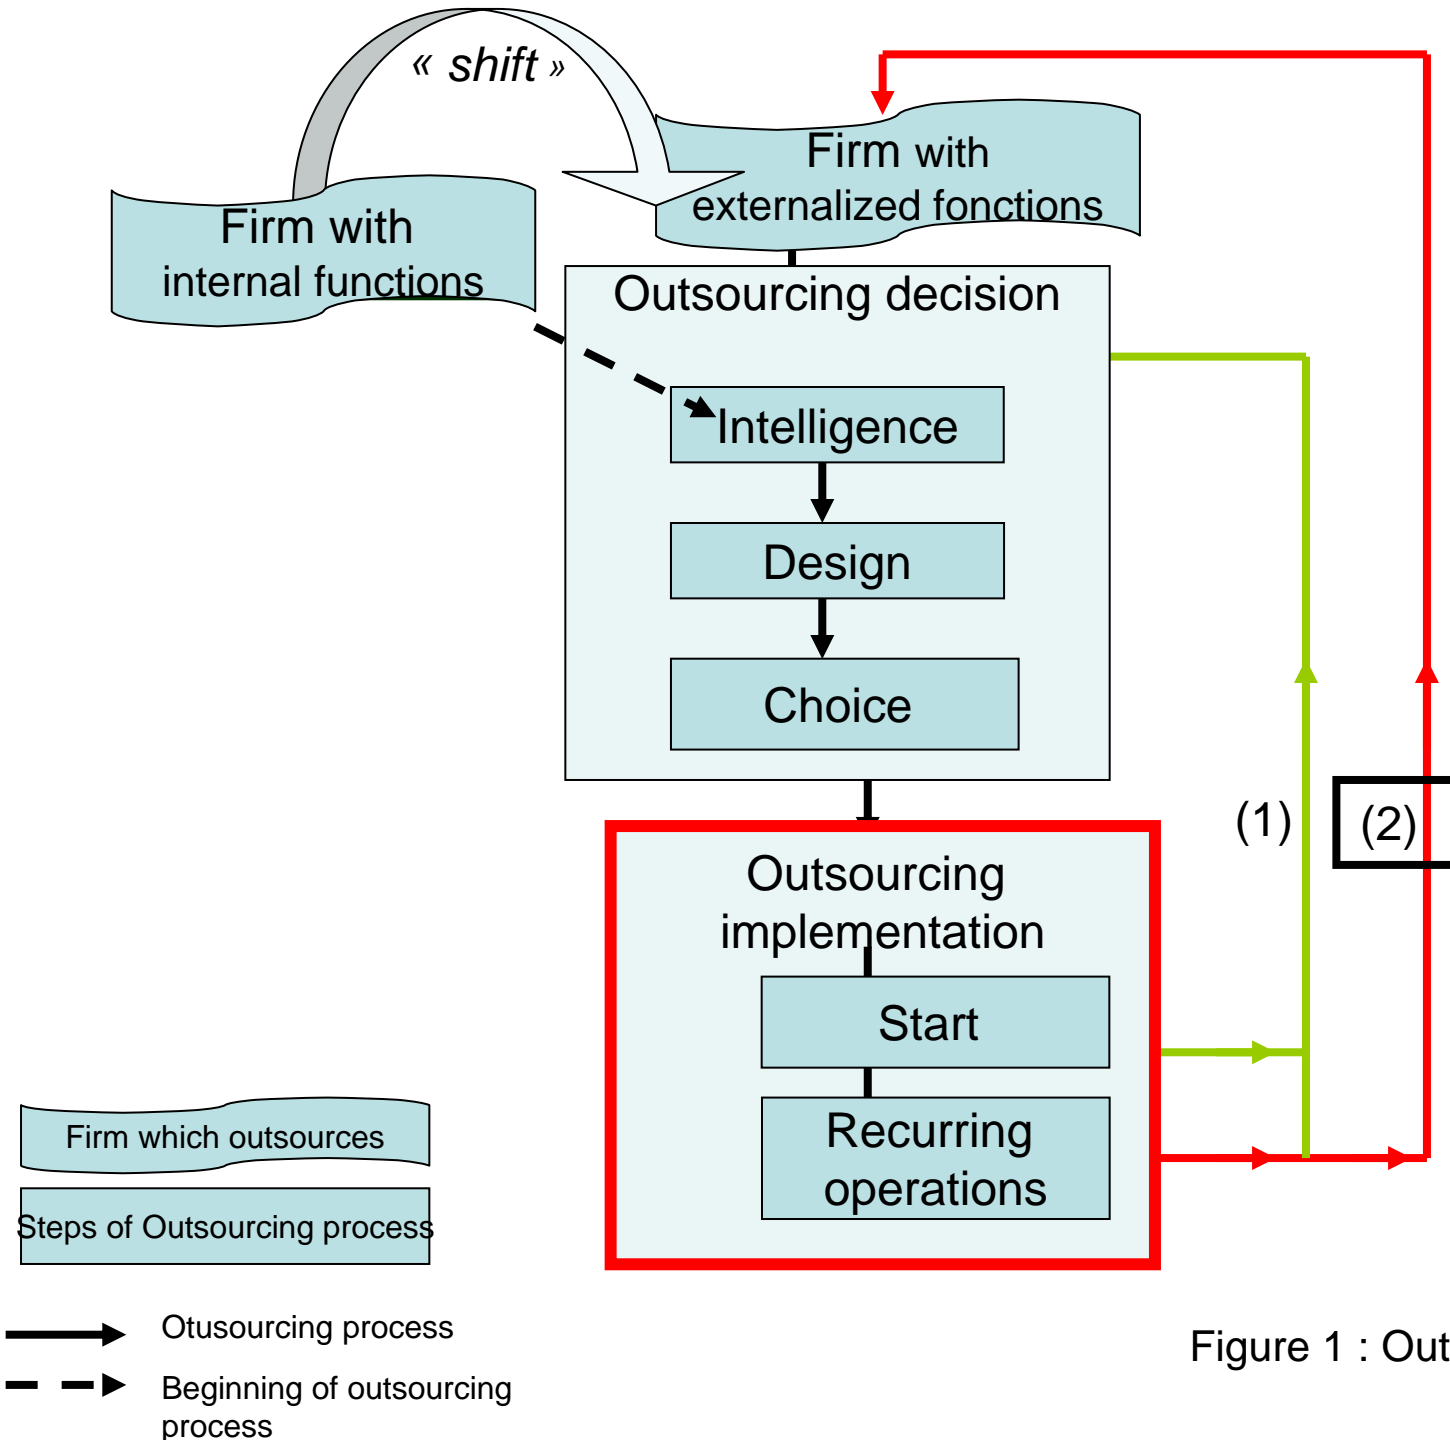 « shift »
Firm with
externalized fonctions
Firm with
internal functions
Outsourcing decision
Intelligence
Design
Choice
(1)
(2)
Outsourcing
implementation
Start
Recurring
operations
Firm which outsources
Steps of Outsourcing process
Otusourcing process
Beginning of outsourcing
process
Figure 1 : Out